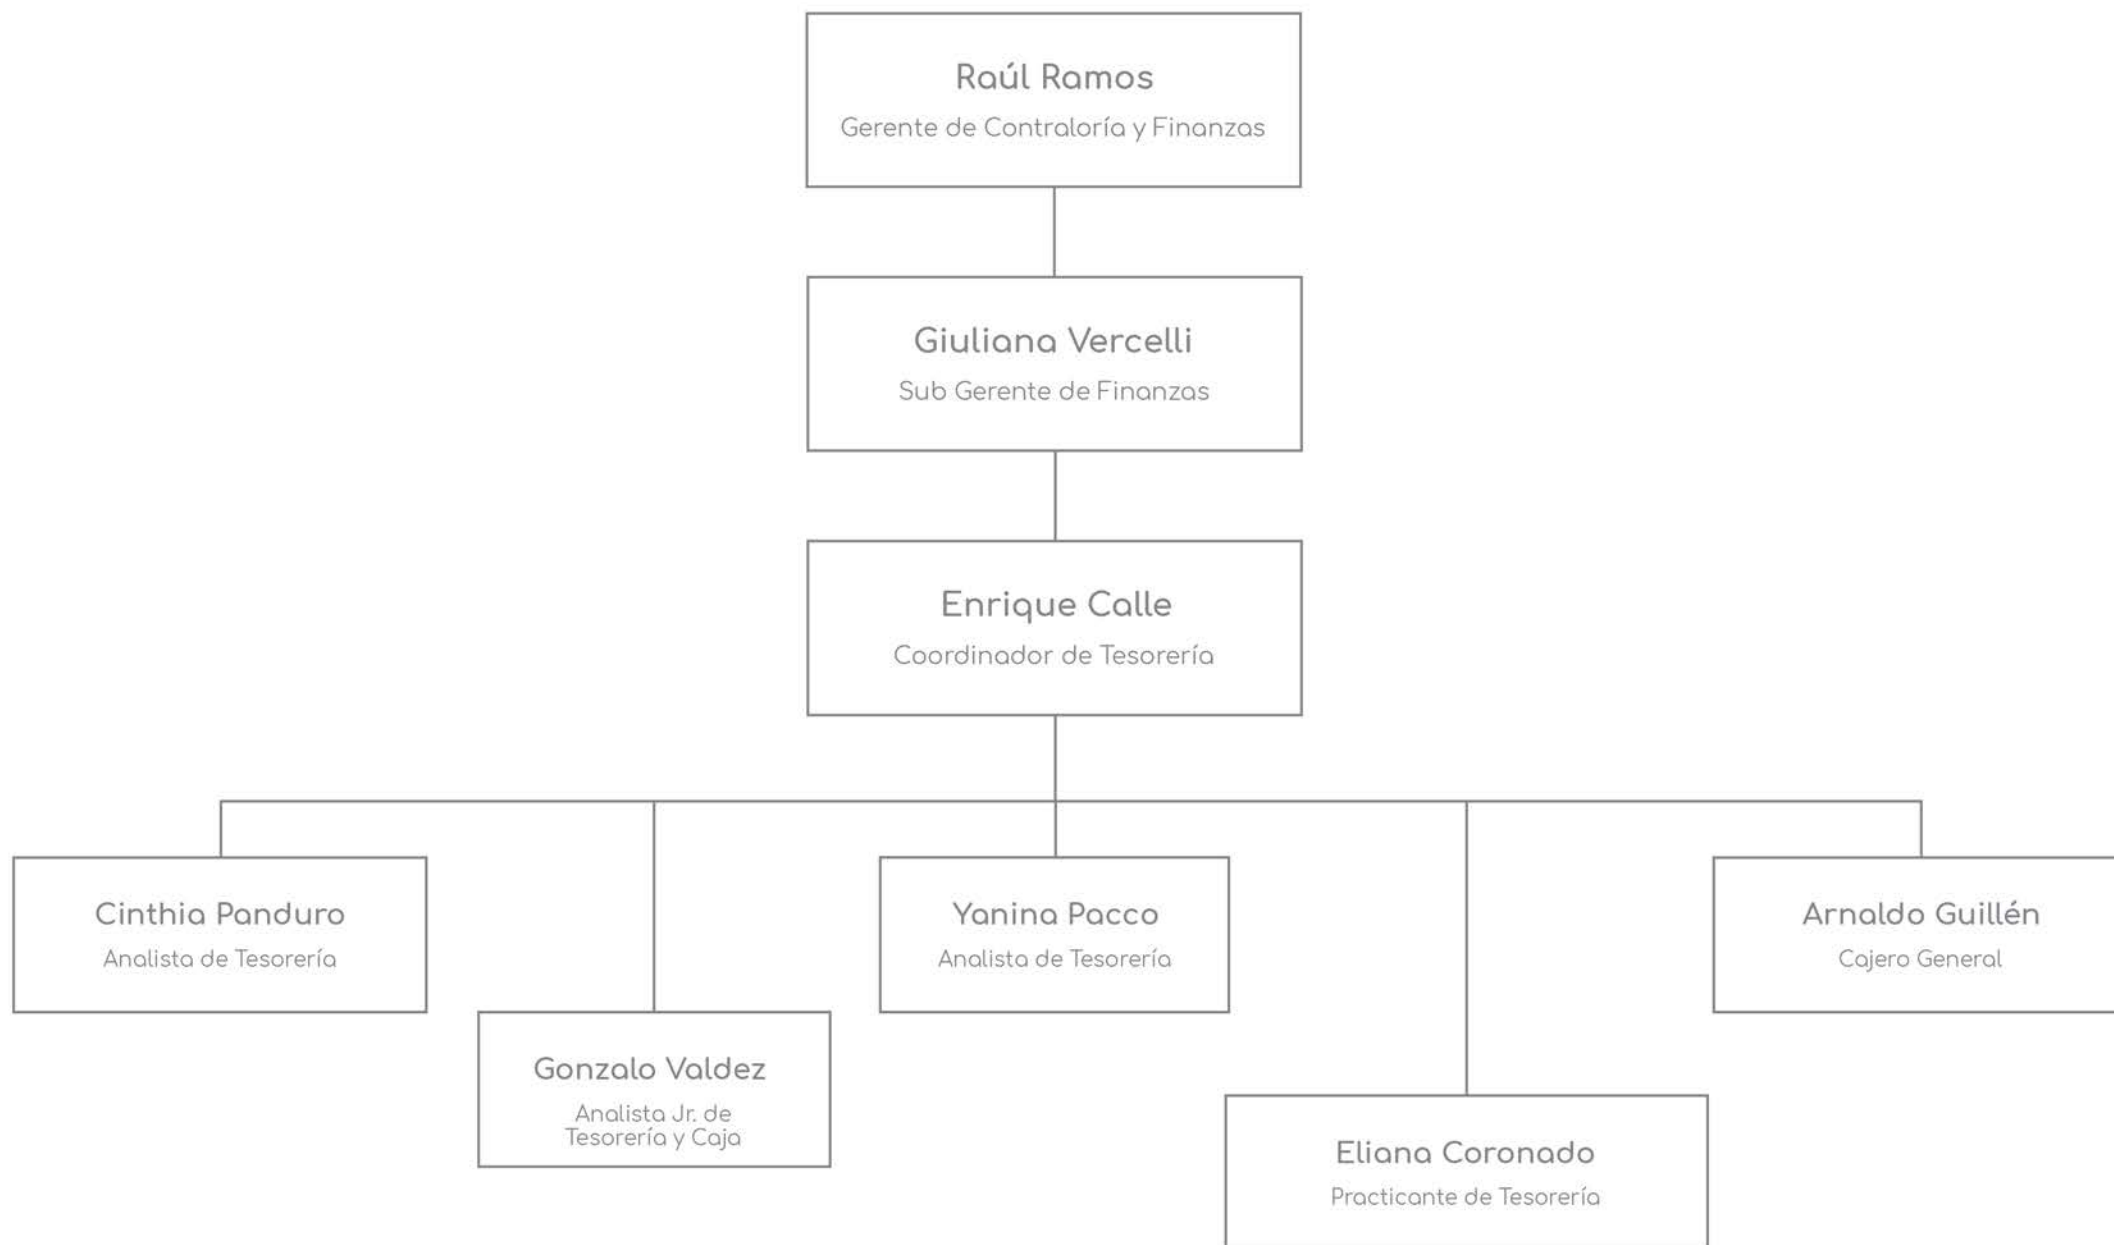 Raúl Ramos
Gerente de Contraloría y Finanzas
Giuliana Vercelli
Sub Gerente de Finanzas
Enrique Calle
Coordinador de Tesorería
Cinthia Panduro
Analista de Tesorería
Gonzalo Valdez
Analista Jr. de
Tesorería y Caja
Yanina Pacco
Analista de Tesorería
Eliana Coronado
Practicante de Tesorería
Arnaldo Guillén
Cajero General